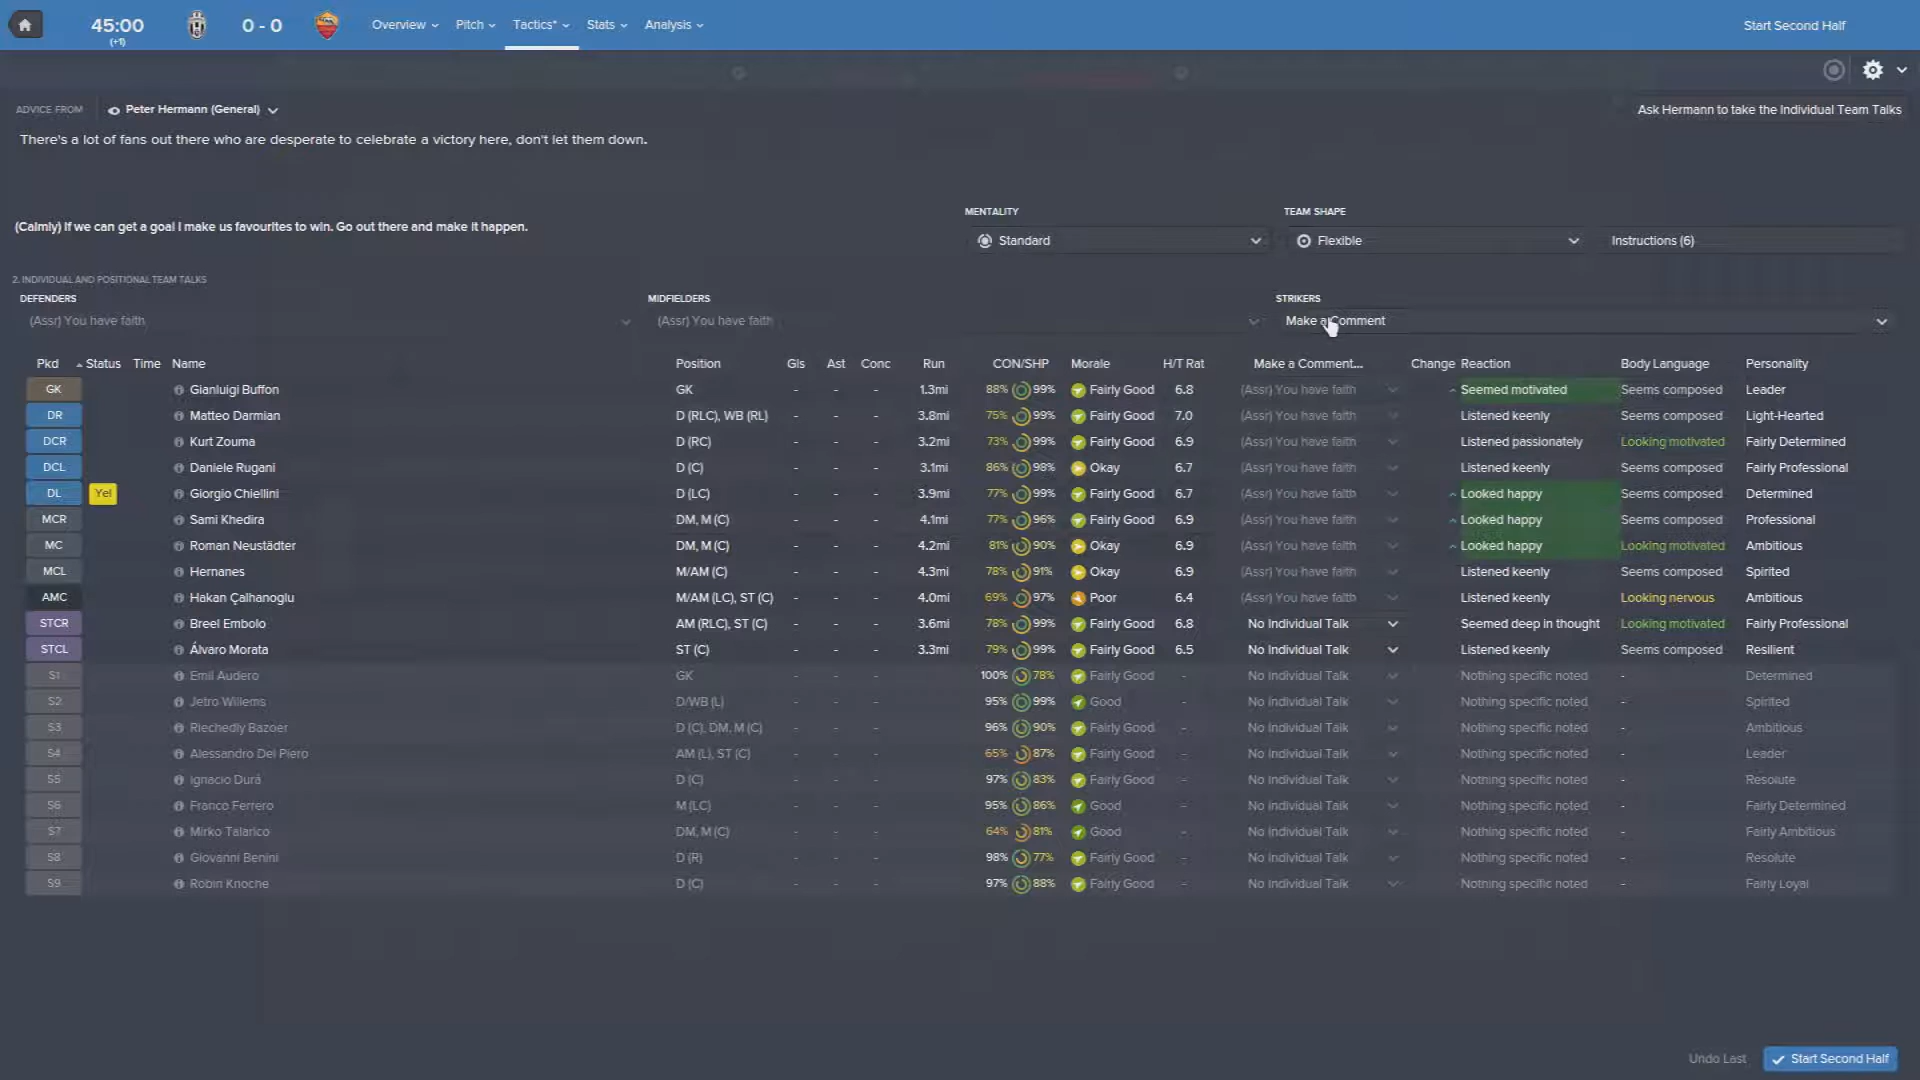 45:00 0 - 0 Overview Pitch Tactics* Stats Analysis Start Second Half
(+1)
ADVICE FROM Peter Hermann (General) Ask Hermann to take the Individual Team Talks
There's a lot of fans out there who are desperate to celebrate a victory here, don't let them down.
MENTALITY TEAM SHAPE
(Calmly) If we can get a goal I make us favourites to win. Go out there and make it happen.
Standard Flexible Instructions (6)
2. INDIVIDUAL AND POSITIONAL TEAM TALKS
DEFENDERS MIDFIELDERS STRIKERS
(Assr) You have faith (Assr) You have faith Make a Comment
Pkd Status Time Name Position Gls Ast Conc Run CON/SHP Morale H/T Rat Make a Comment... Change Reaction Body Language Personality
GK Gianluigi Buffon GK - - - 1.3mi 88% 99% Fairly Good 6.8 (Assr) You have faith Seemed motivated Seems composed Leader
DR Matteo Darmian D (RLC), WB (RL) - - - 3.8mi 75% 99% Fairly Good 7.0 (Assr) You have faith Listened keenly Seems composed Light-Hearted
DCR Kurt Zouma D (RC) - - - 3.2mi 73% 99% Fairly Good 6.9 (Assr) You have faith Listened passionately Looking motivated Fairly Determined
DCL Daniele Rugani D (C) - - - 3.1mi 86% 98% Okay 6.7 (Assr) You have faith Listened keenly Seems composed Fairly Professional
DL Yel Giorgio Chiellini D (LC) - - - 3.9mi 77% 99% Fairly Good 6.7 (Assr) You have faith Looked happy Seems composed Determined
MCR Sami Khedira DM, M (C) - - - 4.1mi 77% 96% Fairly Good 6.9 (Assr) You have faith Looked happy Seems composed Professional
MC Roman Neustädter DM, M (C) - - - 4.2mi 81% 90% Okay 6.9 (Assr) You have faith Looked happy Looking motivated Ambitious
MCL Hernanes M/AM (C) - - - 4.3mi 78% 91% Okay 6.9 (Assr) You have faith Listened keenly Seems composed Spirited
AMC Hakan Çalhanoglu M/AM (LC), ST (C) - - - 4.0mi 69% 97% Poor 6.4 (Assr) You have faith Listened keenly Looking nervous Ambitious
STCR Breel Embolo AM (RLC), ST (C) - - - 3.6mi 78% 99% Fairly Good 6.8 No Individual Talk Seemed deep in thought Looking motivated Fairly Professional
STCL Álvaro Morata ST (C) - - - 3.3mi 79% 99% Fairly Good 6.5 No Individual Talk Listened keenly Seems composed Resilient
S1 Emil Audero GK - - - 100% 78% Fairly Good - No Individual Talk Nothing specific noted - Determined
S2 Jetro Willems D/WB (L) - - - 95% 99% Good - No Individual Talk Nothing specific noted - Spirited
S3 Riechedly Bazoer D (C), DM, M (C) - - - 96% 90% Fairly Good - No Individual Talk Nothing specific noted - Ambitious
S4 Alessandro Del Piero AM (L), ST (C) - - - 65% 87% Fairly Good - No Individual Talk Nothing specific noted - Leader
S5 Ignacio Durá D (C) - - - 97% 83% Fairly Good - No Individual Talk Nothing specific noted - Resolute
S6 Franco Ferrero M (LC) - - - 95% 86% Good - No Individual Talk Nothing specific noted - Fairly Determined
S7 Mirko Talarico DM, M (C) - - - 64% 81% Good - No Individual Talk Nothing specific noted - Fairly Ambitious
S8 Giovanni Benini D (R) - - - 98% 77% Fairly Good - No Individual Talk Nothing specific noted - Resolute
S9 Robin Knoche D (C) - - - 97% 88% Fairly Good - No Individual Talk Nothing specific noted - Fairly Loyal
Undo Last Start Second Half